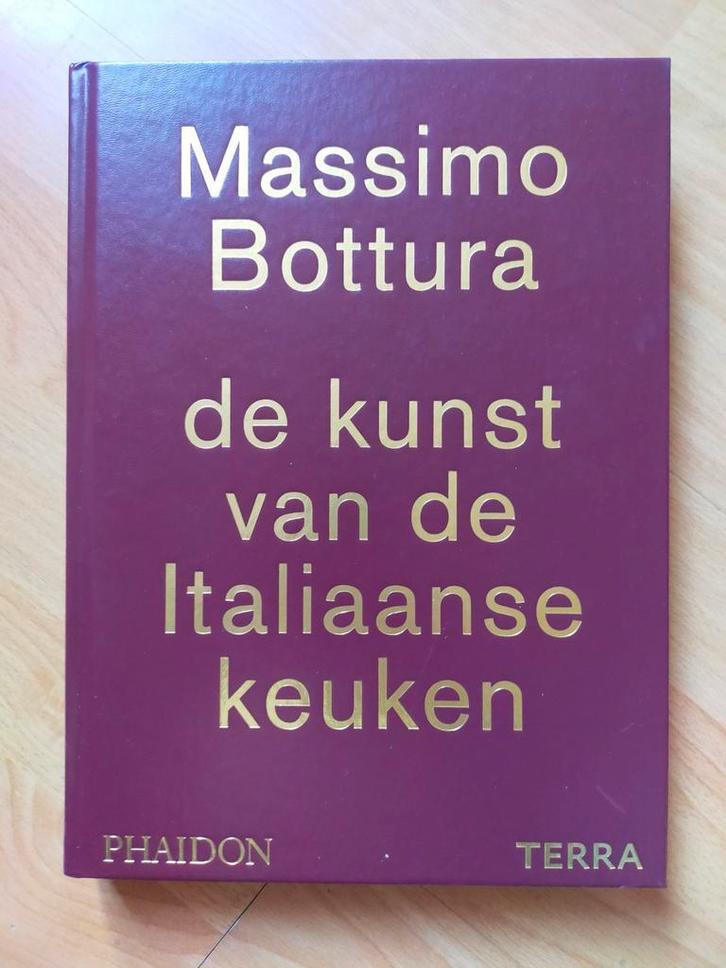 Massimo
Bottura
de kunst
van de
Italiaanse
keuken
PHAIDON
TERRA